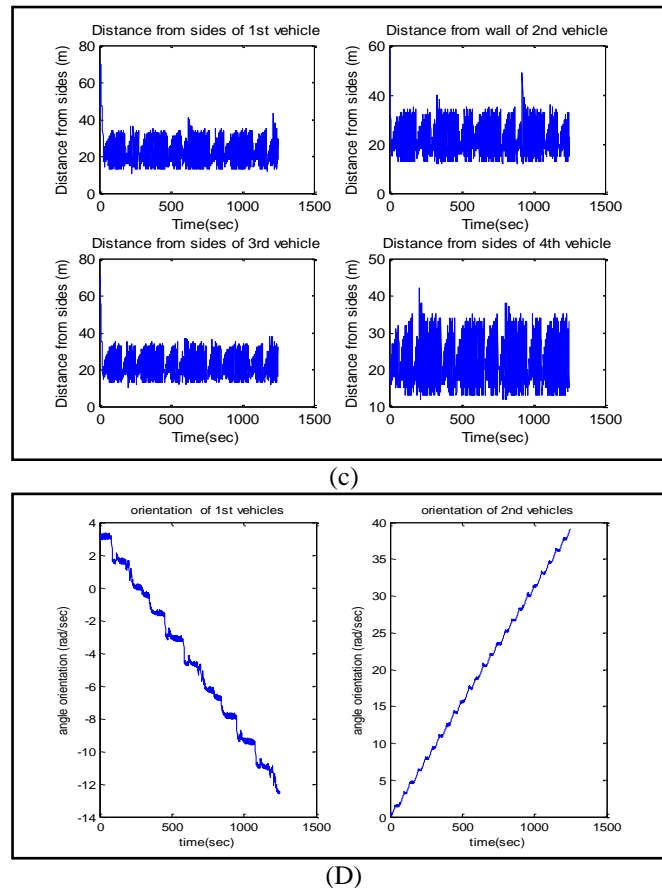 Distance from sides of 1st vehicle
Distance from sides (m)
80
60
40
20
0
0 500 1000 1500
Time(sec)
Distance from wall of 2nd vehicle
Distance from sides (m)
60
40
20
0
0 500 1000 1500
Time(sec)
Distance from sides of 3rd vehicle
Distance from sides (m)
80
60
40
20
0
0 500 1000 1500
Time(sec)
Distance from sides of 4th vehicle
Distance from sides (m)
50
40
30
20
10
0 500 1000 1500
Time(sec)
(c)
orientation of 1st vehicles
angle orientation (rad/sec)
4
2
0
-2
-4
-6
-8
-10
-12
-14
0 500 1000 1500
time(sec)
orientation of 2nd vehicles
angle orientation (rad/sec)
40
35
30
25
20
15
10
5
0
0 500 1000 1500
time(sec)
(D)